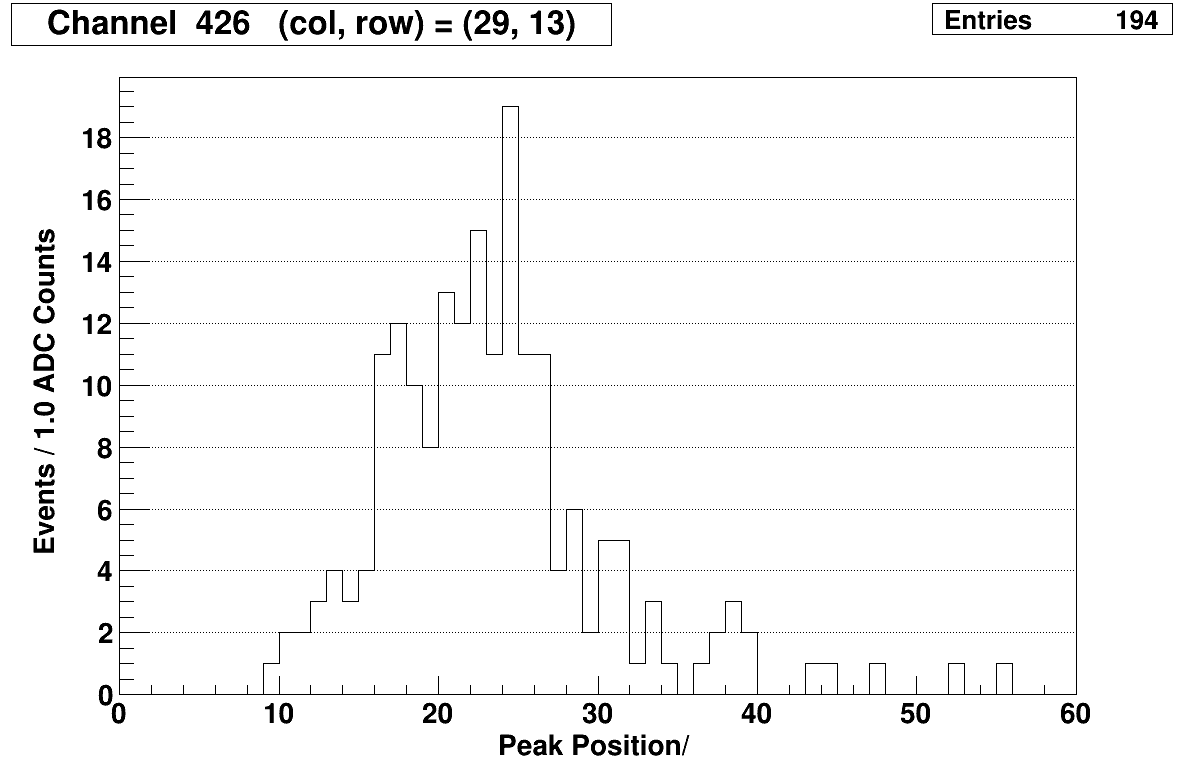 Channel 426 (col, row) = (29, 13)
Entries 194
18
16
14
12
10
8
6
4
2
0
Events / 1.0 ADC Counts
0 10 20 30 40 50 60
Peak Position/